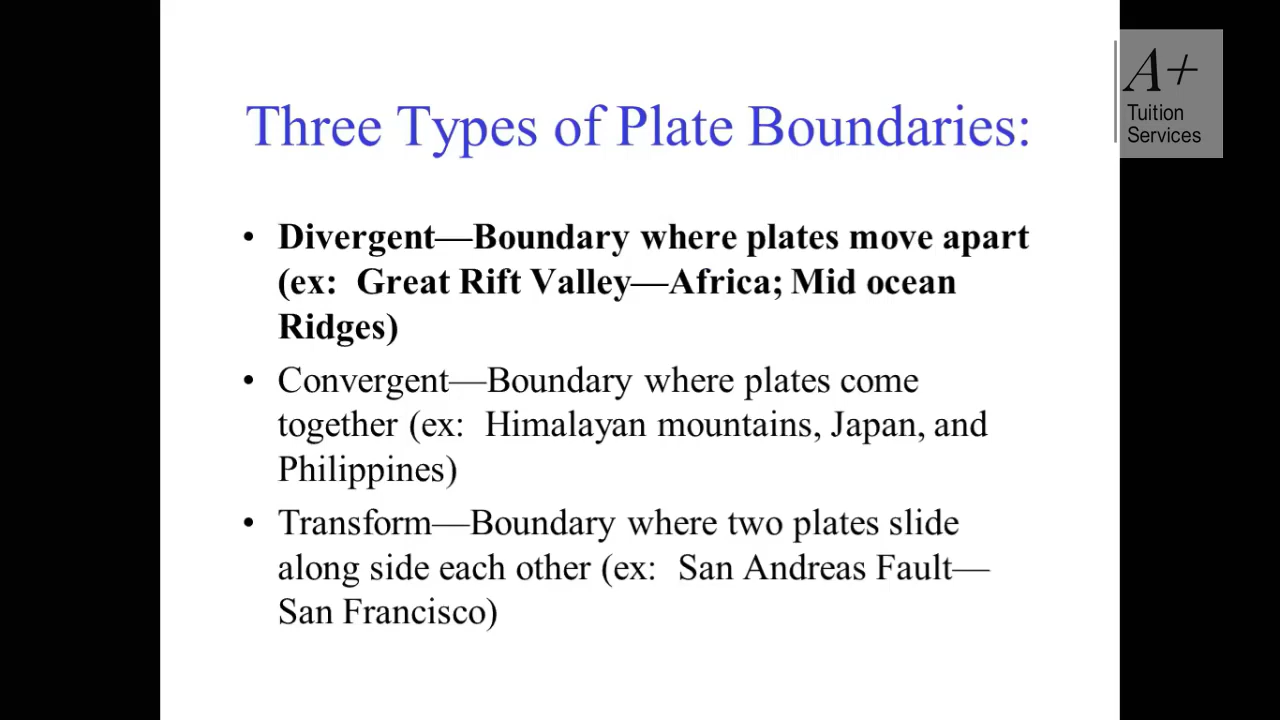 Three Types of Plate Boundaries:
A+
Tuition
Services
• Divergent—Boundary where plates move apart
(ex:  Great Rift Valley—Africa; Mid ocean
Ridges)
• Convergent—Boundary where plates come
together (ex:  Himalayan mountains, Japan, and
Philippines)
• Transform—Boundary where two plates slide
along side each other (ex:  San Andreas Fault—
San Francisco)